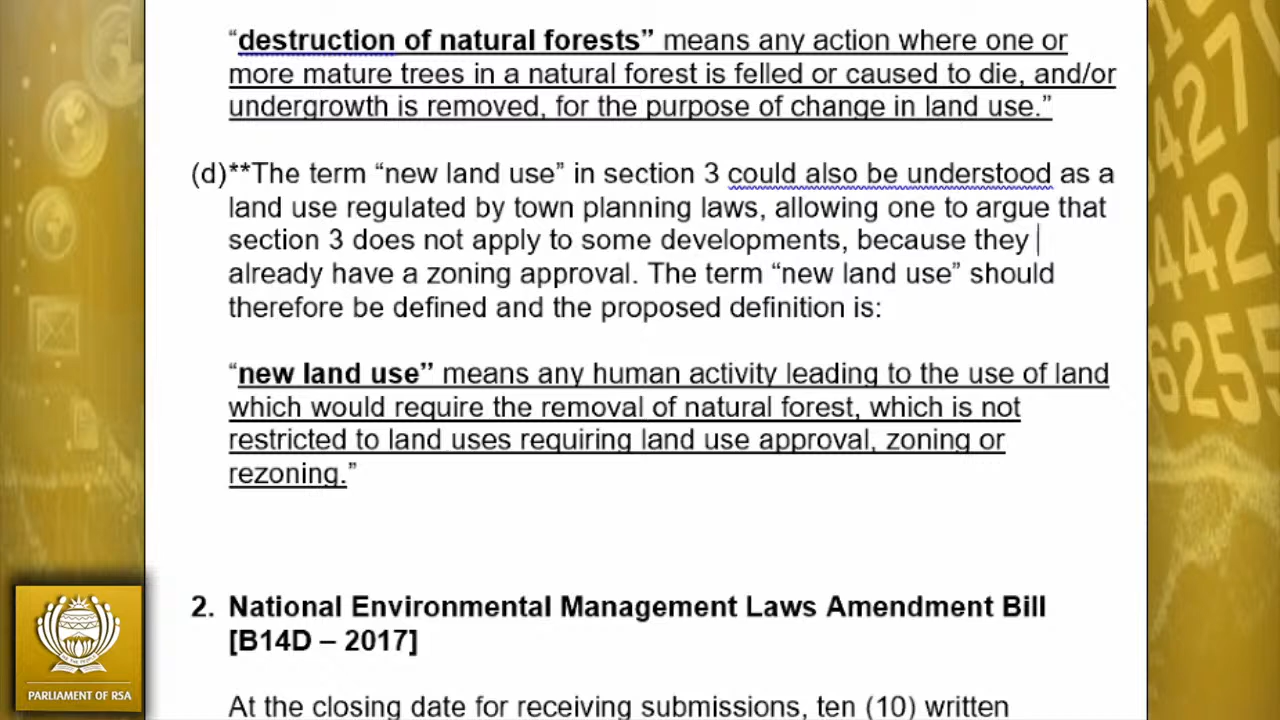 “destruction of natural forests” means any action where one or
more mature trees in a natural forest is felled or caused to die, and/or
undergrowth is removed, for the purpose of change in land use.”
(d)**The term “new land use” in section 3 could also be understood as a
land use regulated by town planning laws, allowing one to argue that
section 3 does not apply to some developments, because they
already have a zoning approval. The term “new land use” should
therefore be defined and the proposed definition is:
“new land use” means any human activity leading to the use of land
which would require the removal of natural forest, which is not
restricted to land uses requiring land use approval, zoning or
rezoning.”
2. National Environmental Management Laws Amendment Bill
[B14D – 2017]
At the closing date for receiving submissions, ten (10) written
PARLIAMENT OF RSA
427
442
6255